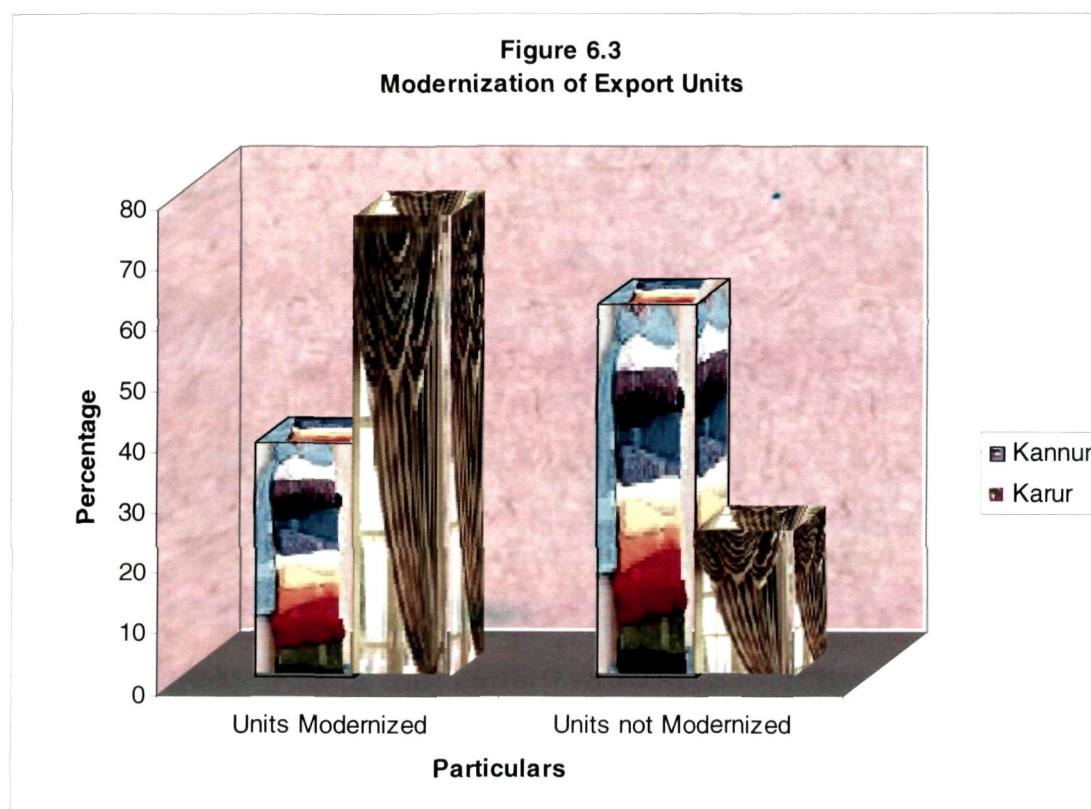 Figure 6.3
Modernization of Export Units
80
70
60
50
40
30
20
10
0
Percentage
Units Modernized
Units not Modernized
Particulars
Kannur
Karur